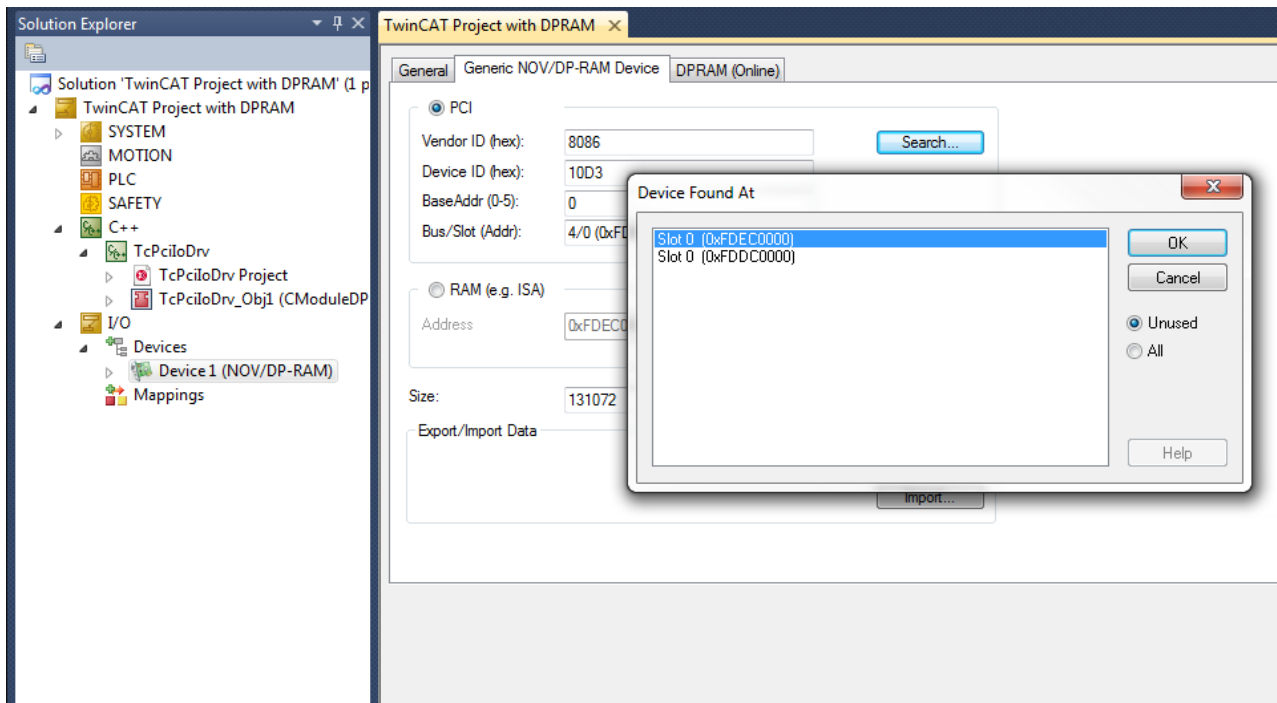 Solution Explorer
Solution 'TwinCAT Project with DPRAM' (1 p
TwinCAT Project with DPRAM
SYSTEM
MOTION
PLC
SAFETY
C++
TcPciIoDrv
TcPciIoDrv Project
TcPciIoDrv_Obj1 (CModuleDP
I/O
Devices
Device 1 (NOV/DP-RAM)
Mappings
TwinCAT Project with DPRAM
General Generic NOV/DP-RAM Device DPRAM (Online)
PCI
Vendor ID (hex): 8086 Search...
Device ID (hex): 10D3
BaseAddr (0-5): 0
Bus/Slot (Addr): 4/0 (0xFD
RAM (e.g. ISA)
Address 0xFDEC0
Size: 131072
Export/Import Data
Import...
Device Found At
Slot 0 (0xFDEC0000)
Slot 0 (0xFDDC0000)
OK
Cancel
Unused
All
Help